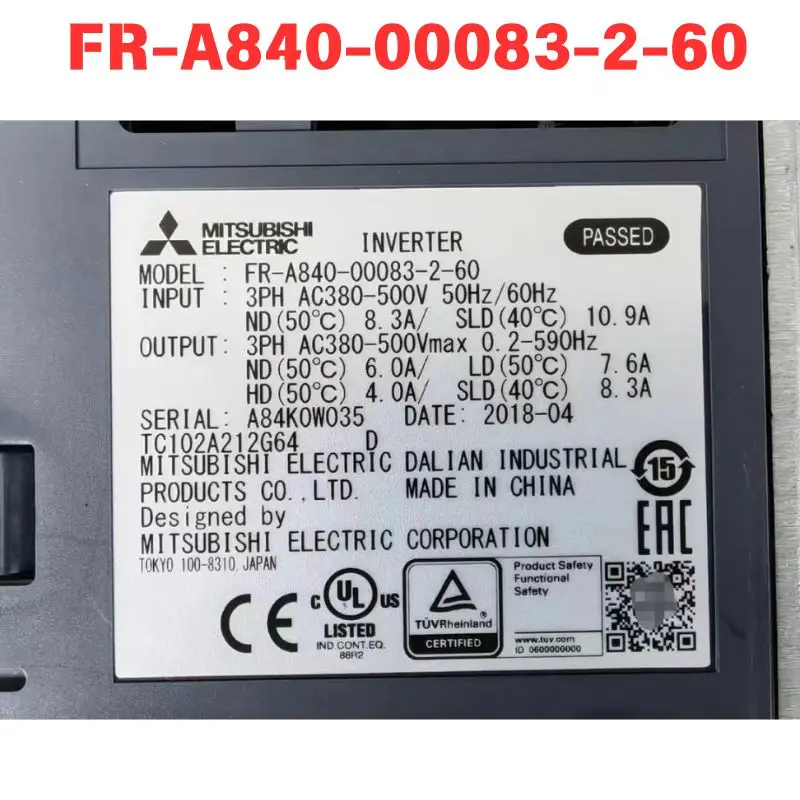 FR-A840-00083-2-60
MITSUBISHI
ELECTRIC
INVERTER
PASSED
MODEL : FR-A840-00083-2-60
INPUT : 3PH AC380-500V 50Hz/60Hz
ND(50℃) 8.3A/ SLD(40℃) 10.9A
OUTPUT: 3PH AC380-500Vmax 0.2-590Hz
ND(50℃) 6.0A/ LD(50℃) 7.6A
HD(50℃) 4.0A/ SLD(40℃) 8.3A
SERIAL: A84K0W035 DATE: 2018-04
TC102A212G64 D
MITSUBISHI ELECTRIC DALIAN INDUSTRIAL
PRODUCTS CO.,LTD. MADE IN CHINA
15
Designed by
MITSUBISHI ELECTRIC CORPORATION
TOKYO 100-8310, JAPAN
EAC
CE
C UL US
LISTED
IND.CONT.EQ.
88R2
TÜVRheinland
CERTIFIED
Product Safety
Functional
Safety
www.tuv.com
ID 0600000000